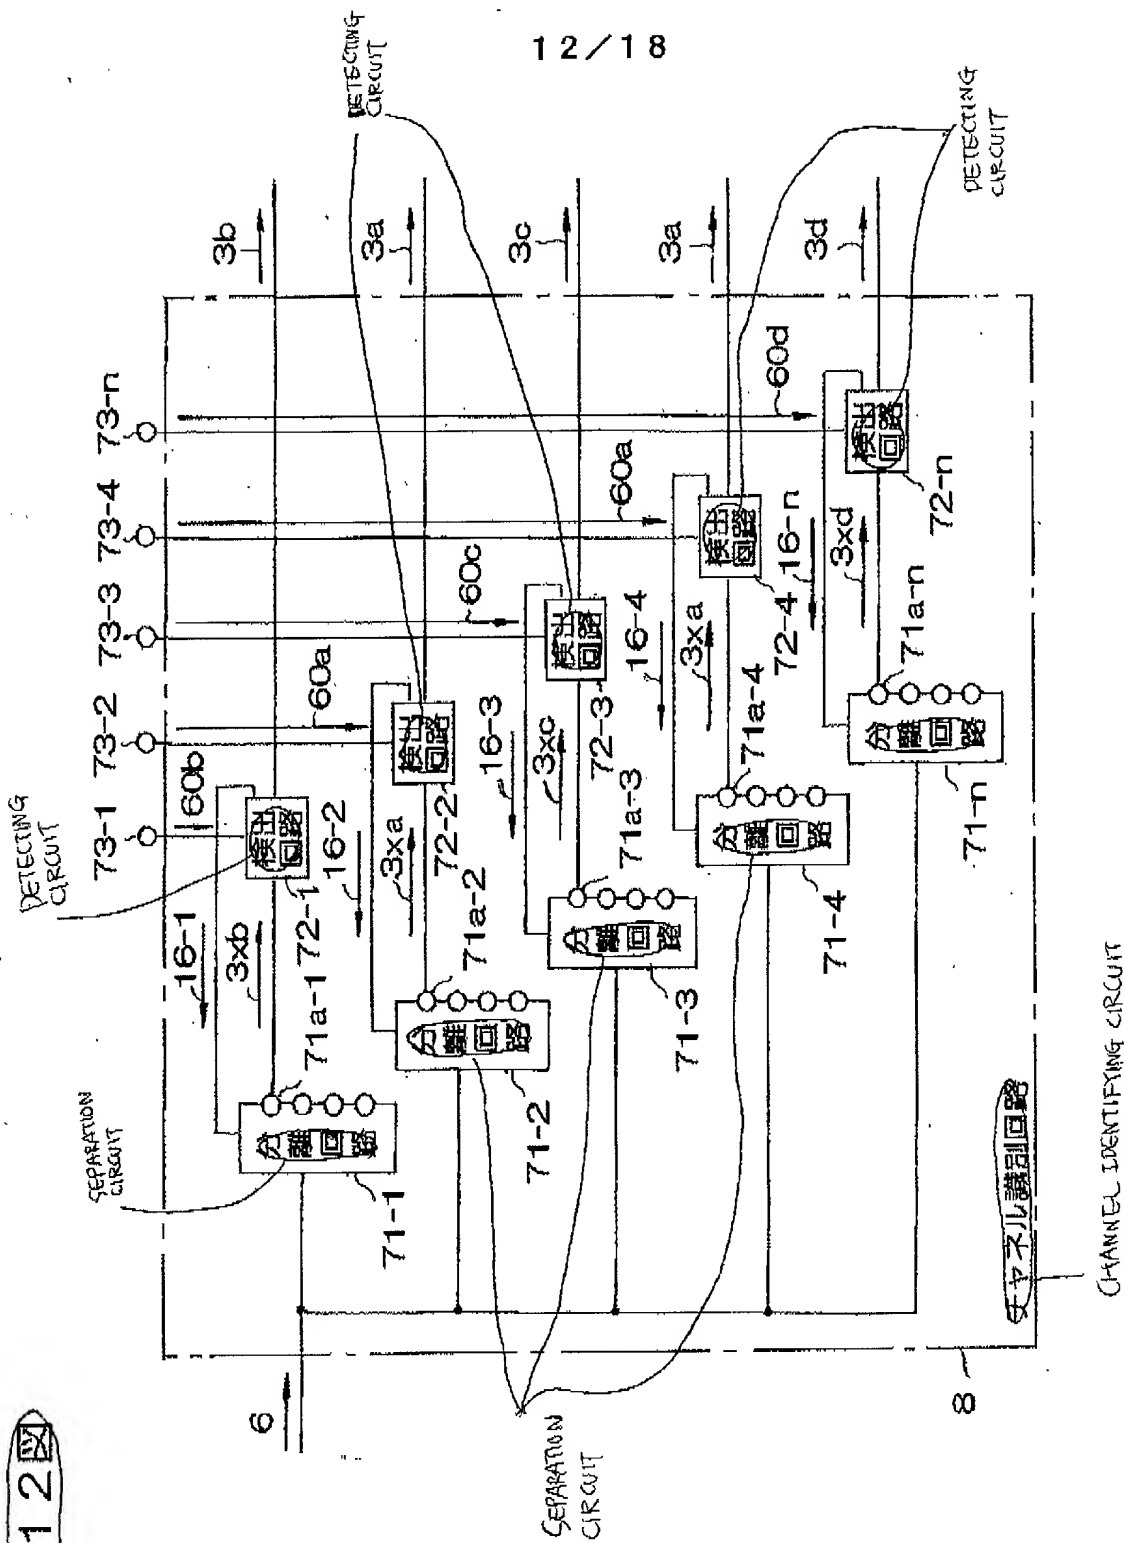 12/18
12図
DETECTING
CIRCUIT
DETECTING
CIRCUIT
DETECTING
CIRCUIT
73-1
73-2
73-3
73-4
73-n
60b
60a
60c
60a
60d
3b
3a
3c
3a
3d
16-1
3xb
検出
回路
72-1
71a-1
SEPARATION
CIRCUIT
分離回路
71-1
16-2
3xa
検出
回路
72-2
71a-2
分離回路
71-2
16-3
3xc
検出
回路
72-3
71a-3
分離回路
71-3
16-4
3xa
検出
回路
72-4
71a-4
分離回路
71-4
16-n
3xd
検出
回路
72-n
71a-n
分離回路
71-n
6
SEPARATION
CIRCUIT
チャネル識別回路
8
CHANNEL IDENTIFYING CIRCUIT